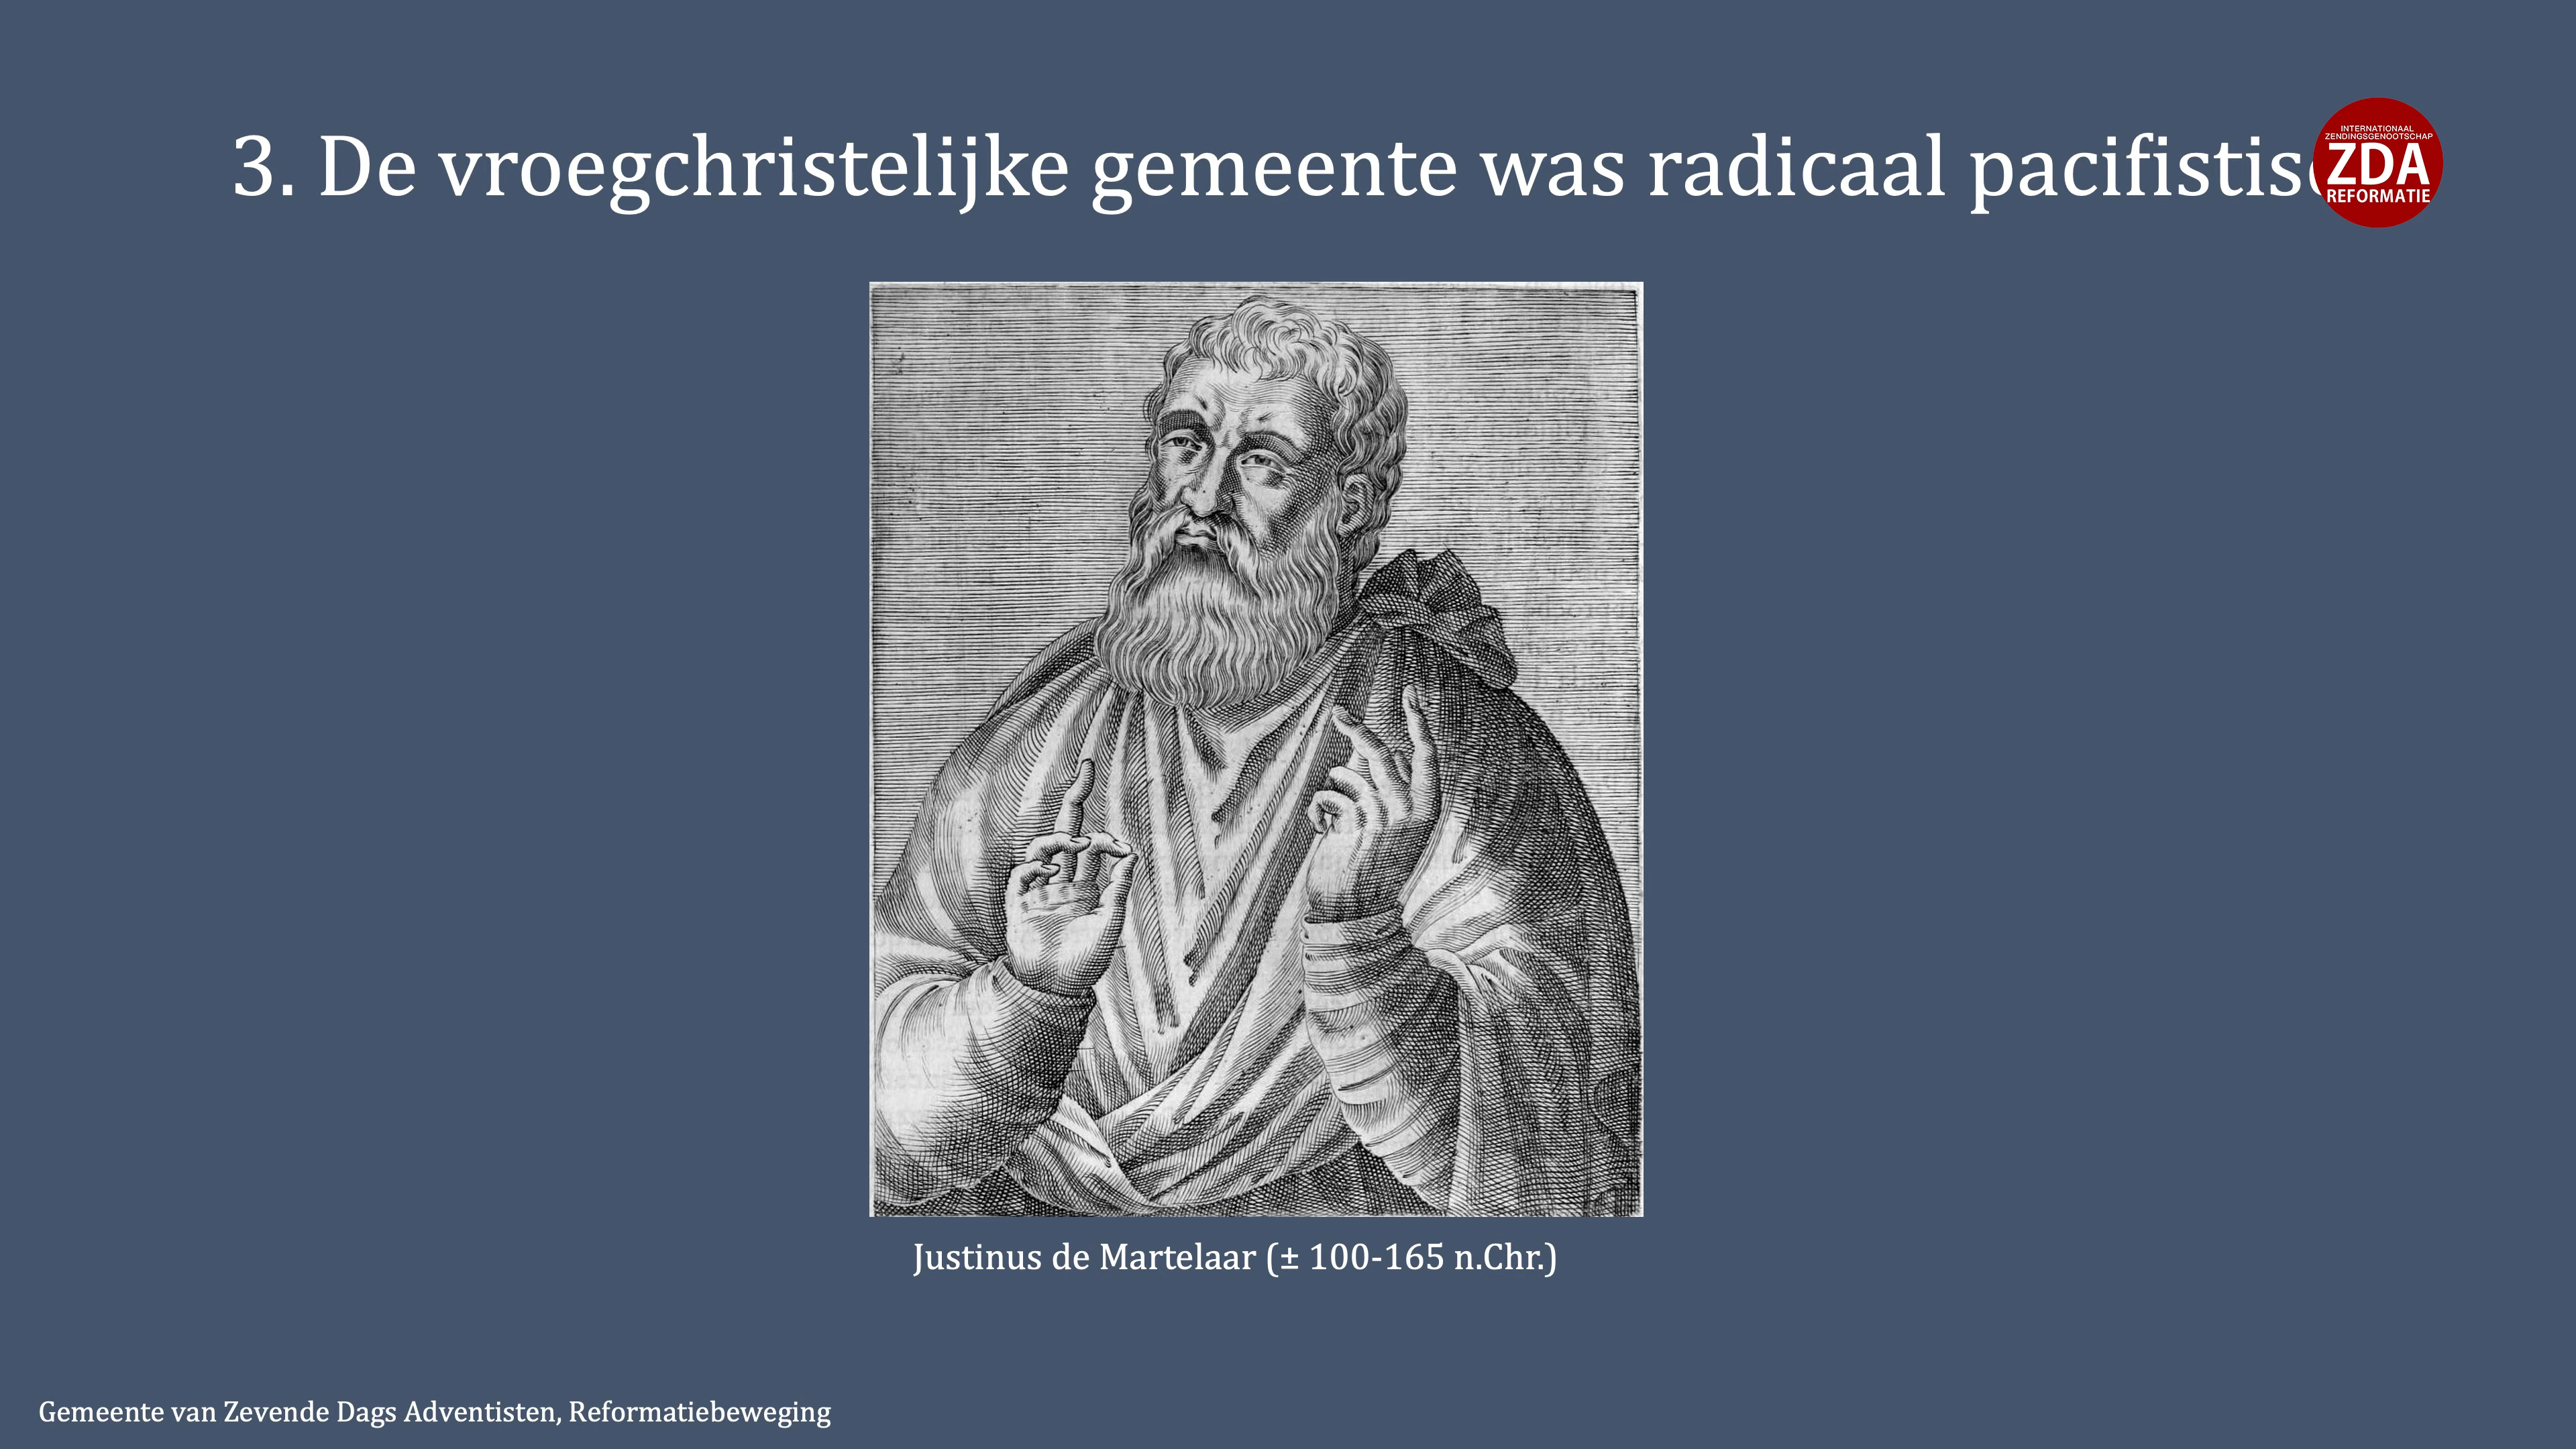 3. De vroegchristelijke gemeente was radicaal
INTERNATIONAAL
ZENDINGSGENOOTSCHAP
ZDA
REFORMATIE
Justinus de Martelaar (± 100-165 n.Chr.)
Gemeente van Zevende Dags Adventisten, Reformatiebeweging